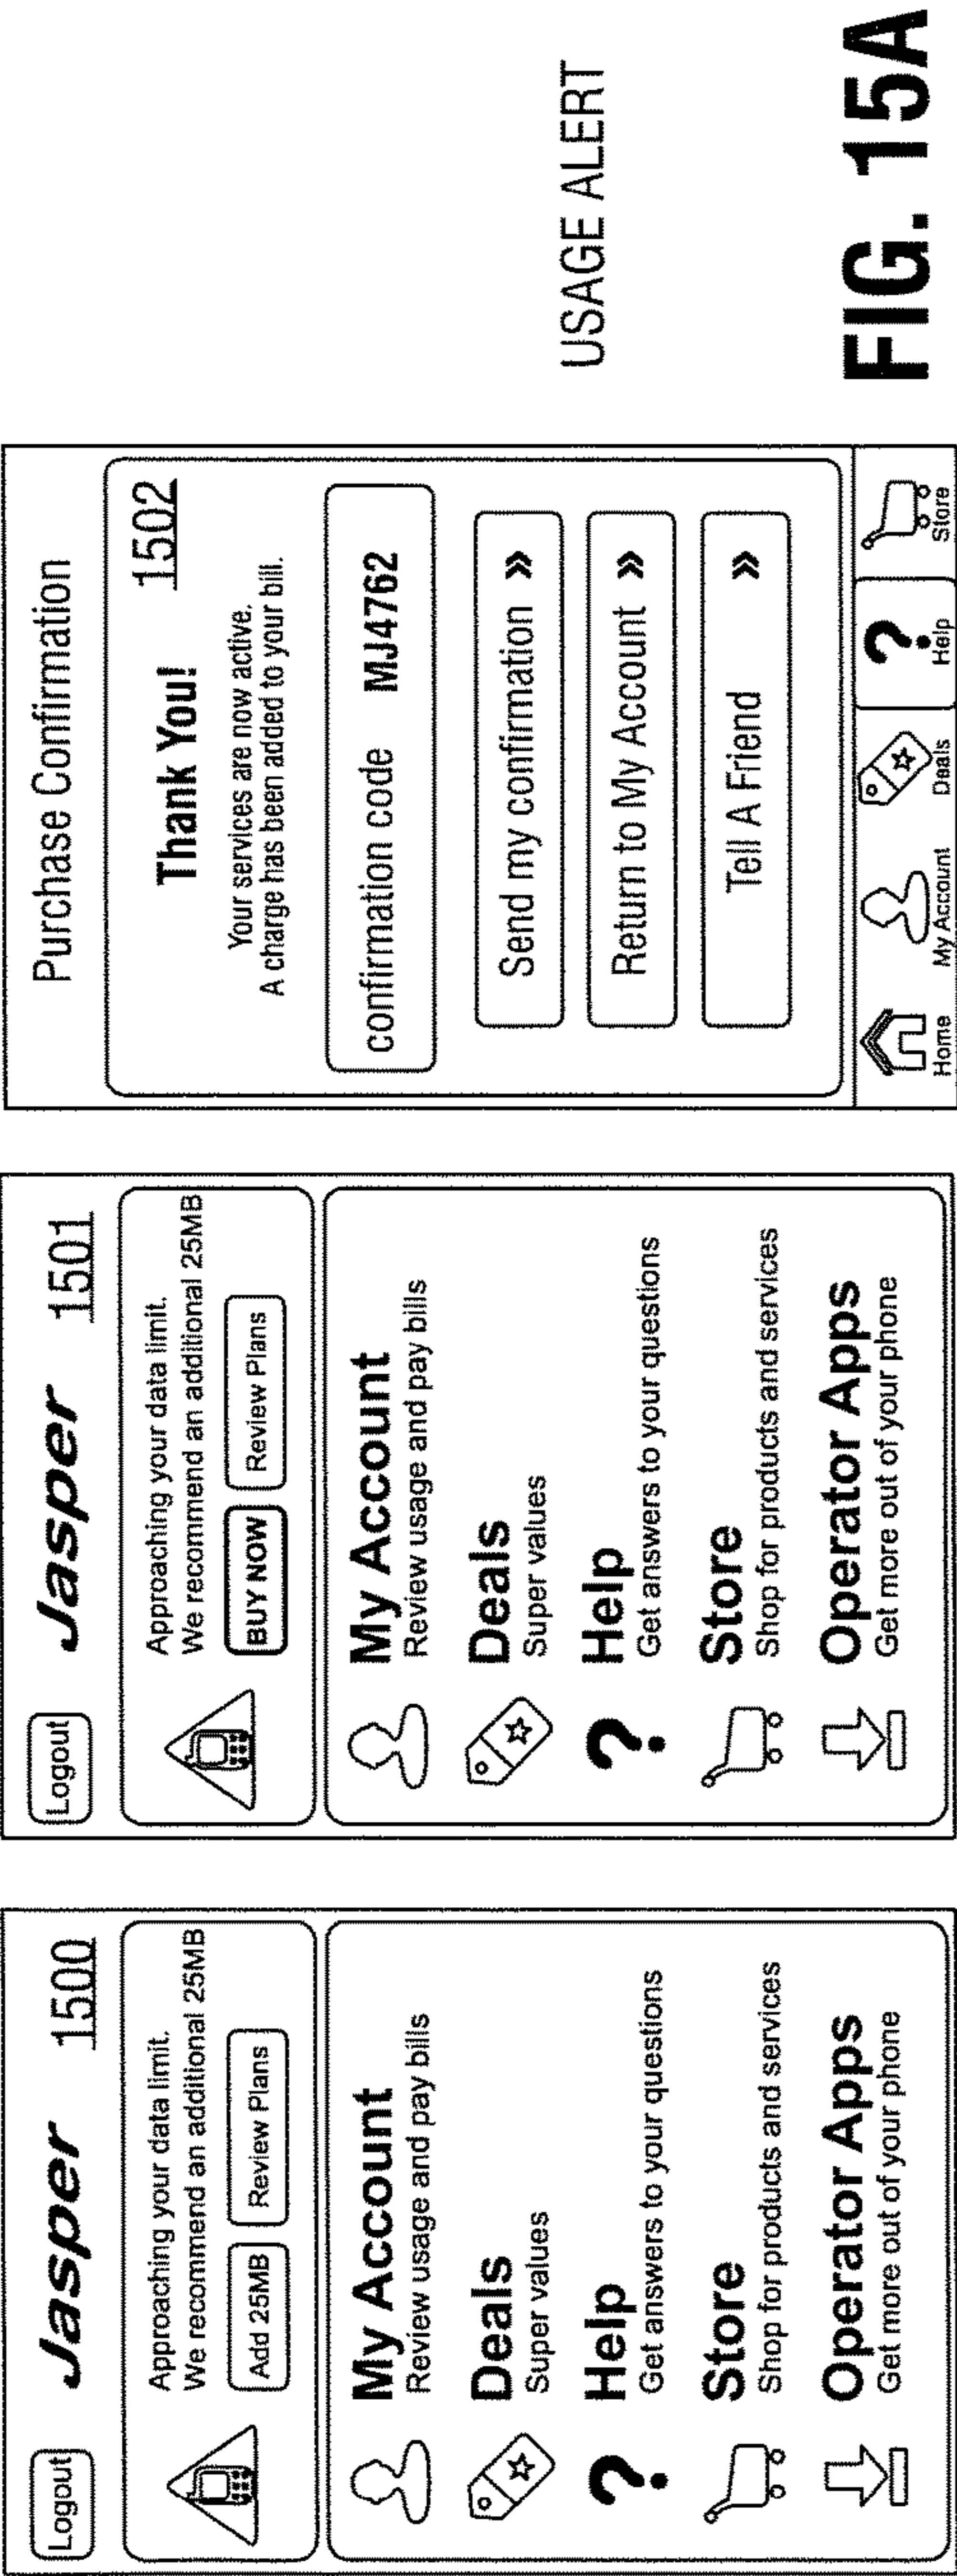 Logout
Jasper
1500
Approaching your data limit.
We recommend an additional 25MB
Add 25MB
Review Plans
My Account
Review usage and pay bills
Deals
Super values
Help
Get answers to your questions
Store
Shop for products and services
Operator Apps
Get more out of your phone
Logout
Jasper
1501
Approaching your data limit.
We recommend an additional 25MB
BUY NOW
Review Plans
My Account
Review usage and pay bills
Deals
Super values
Help
Get answers to your questions
Store
Shop for products and services
Operator Apps
Get more out of your phone
Purchase Confirmation
1502
Thank You!
Your services are now active.
A charge has been added to your bill.
confirmation code MJ4762
Send my confirmation »
Return to My Account »
Tell A Friend »
Home
My Account
Deals
Help
Store
USAGE ALERT
FIG. 15A